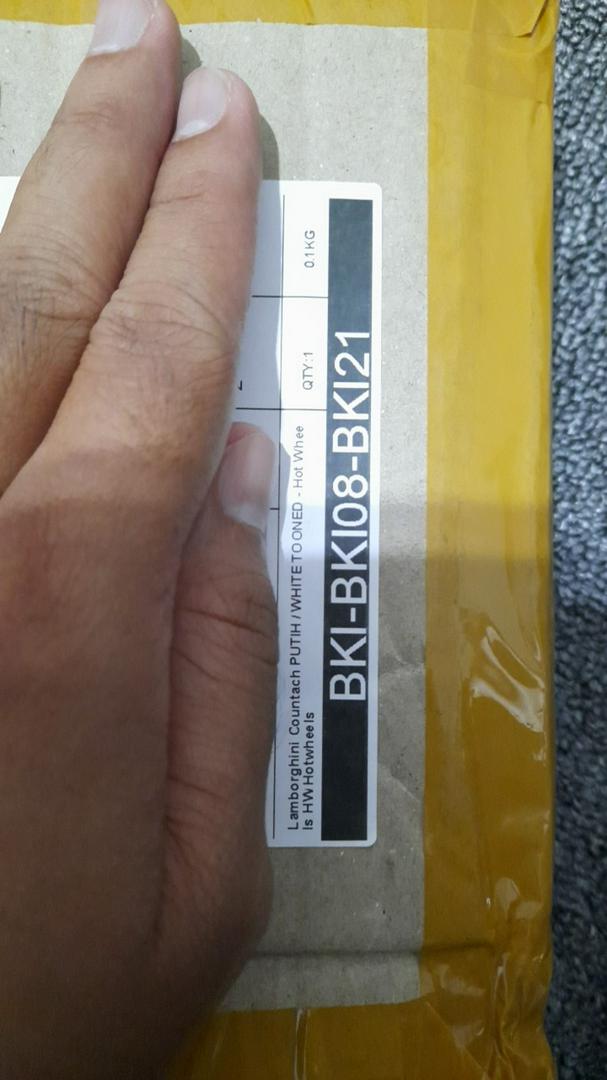 Lamborghini Countach PUTIH / WHITE TOONED - Hot Whee
ls HW Hotwheels
QTY:1
0.1 KG
BKI-BKI08-BKI21